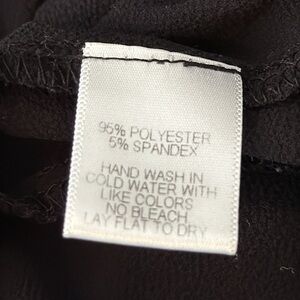 95% POLYESTER
5% SPANDEX
HAND WASH IN
COLD WATER WITH
LIKE COLORS
NO BLEACH
LAY FLAT TO DRY